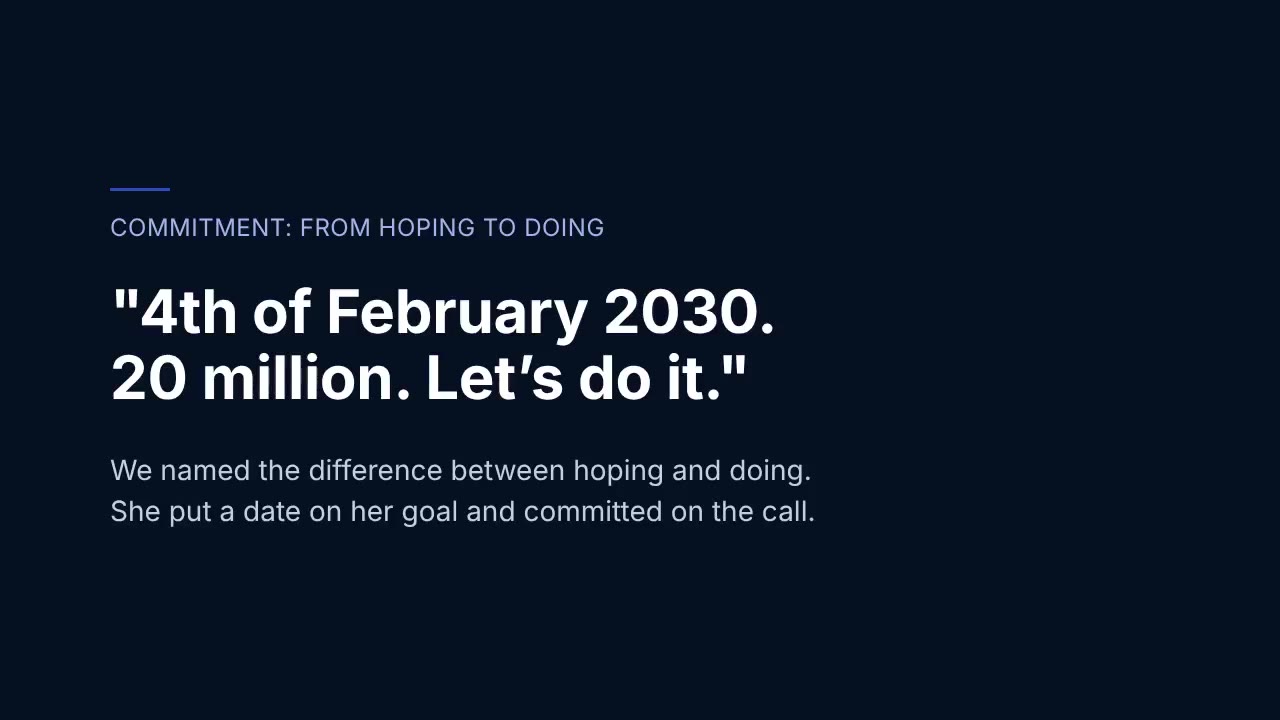 COMMITMENT: FROM HOPING TO DOING
"4th of February 2030.
20 million. Let’s do it."
We named the difference between hoping and doing.
She put a date on her goal and committed on the call.